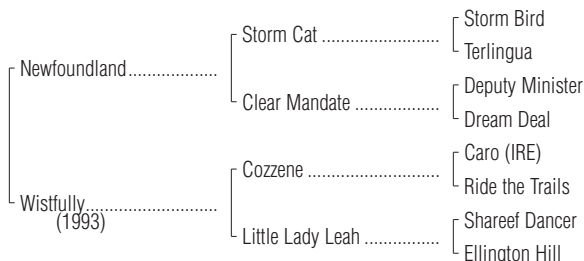 Storm Bird
Storm Cat ........................
Terlingua
Newfoundland..................
Deputy Minister
Clear Mandate .................
Dream Deal
Caro (IRE)
Cozzene ..........................
Ride the Trails
Wistfully...........................
(1993)
Shareef Dancer
Little Lady Leah ...............
Ellington Hill